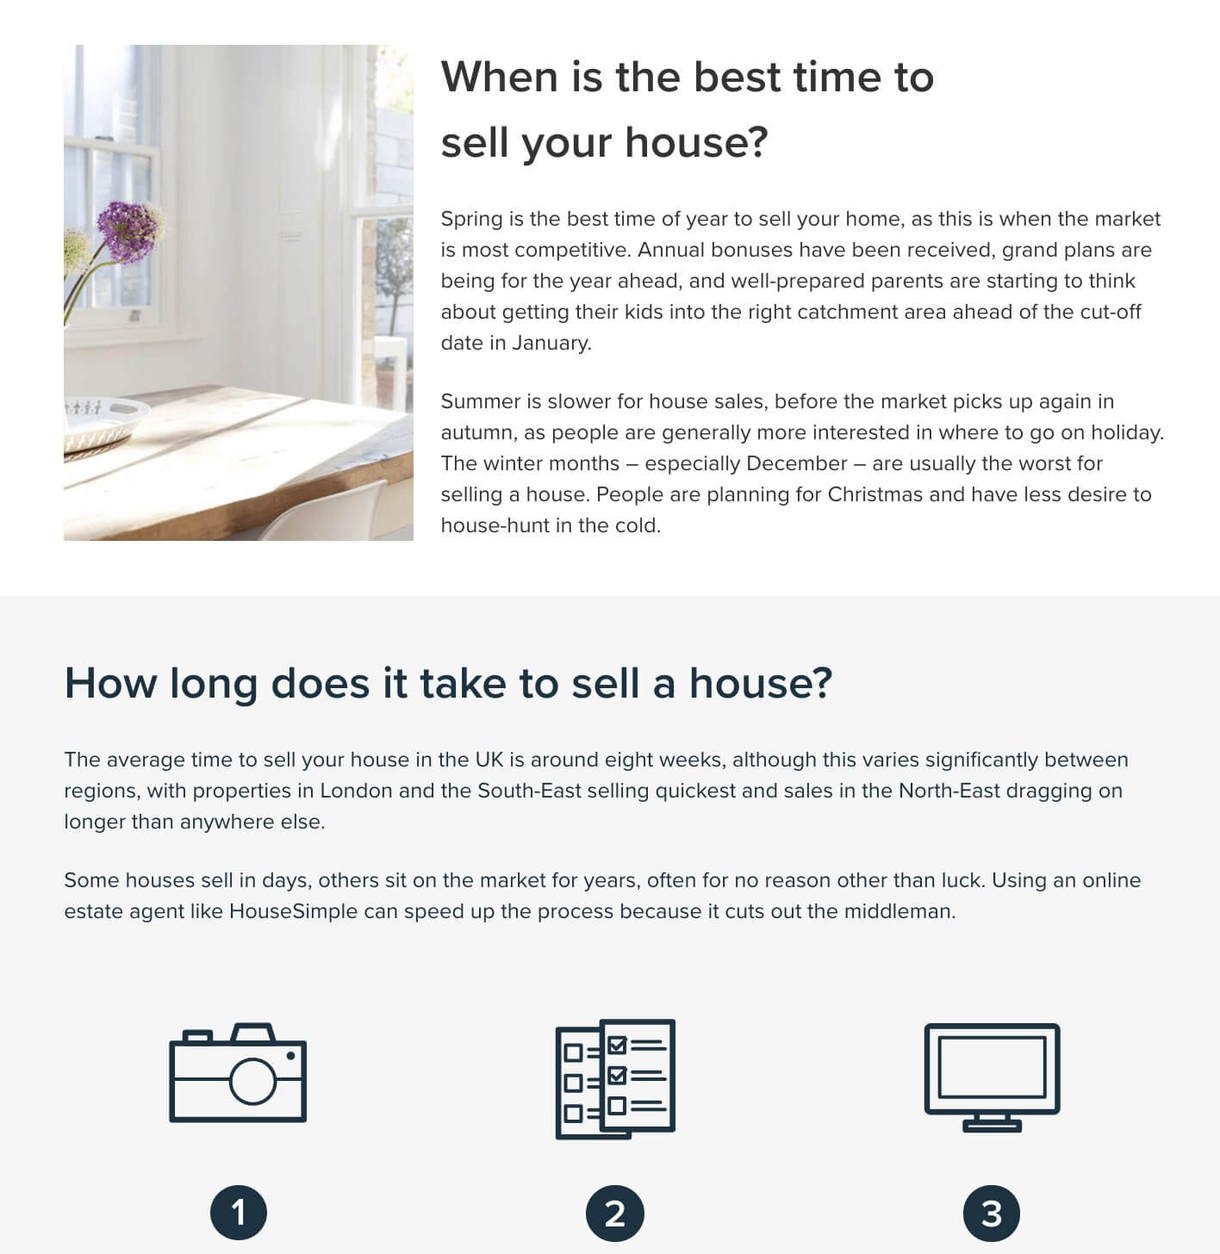 When is the best time to
sell your house?
Spring is the best time of year to sell your home, as this is when the market
is most competitive. Annual bonuses have been received, grand plans are
being for the year ahead, and well-prepared parents are starting to think
about getting their kids into the right catchment area ahead of the cut-off
date in January.
Summer is slower for house sales, before the market picks up again in
autumn, as people are generally more interested in where to go on holiday.
The winter months – especially December – are usually the worst for
selling a house. People are planning for Christmas and have less desire to
house-hunt in the cold.
How long does it take to sell a house?
The average time to sell your house in the UK is around eight weeks, although this varies significantly between
regions, with properties in London and the South-East selling quickest and sales in the North-East dragging on
longer than anywhere else.
Some houses sell in days, others sit on the market for years, often for no reason other than luck. Using an online
estate agent like HouseSimple can speed up the process because it cuts out the middleman.
1 2 3